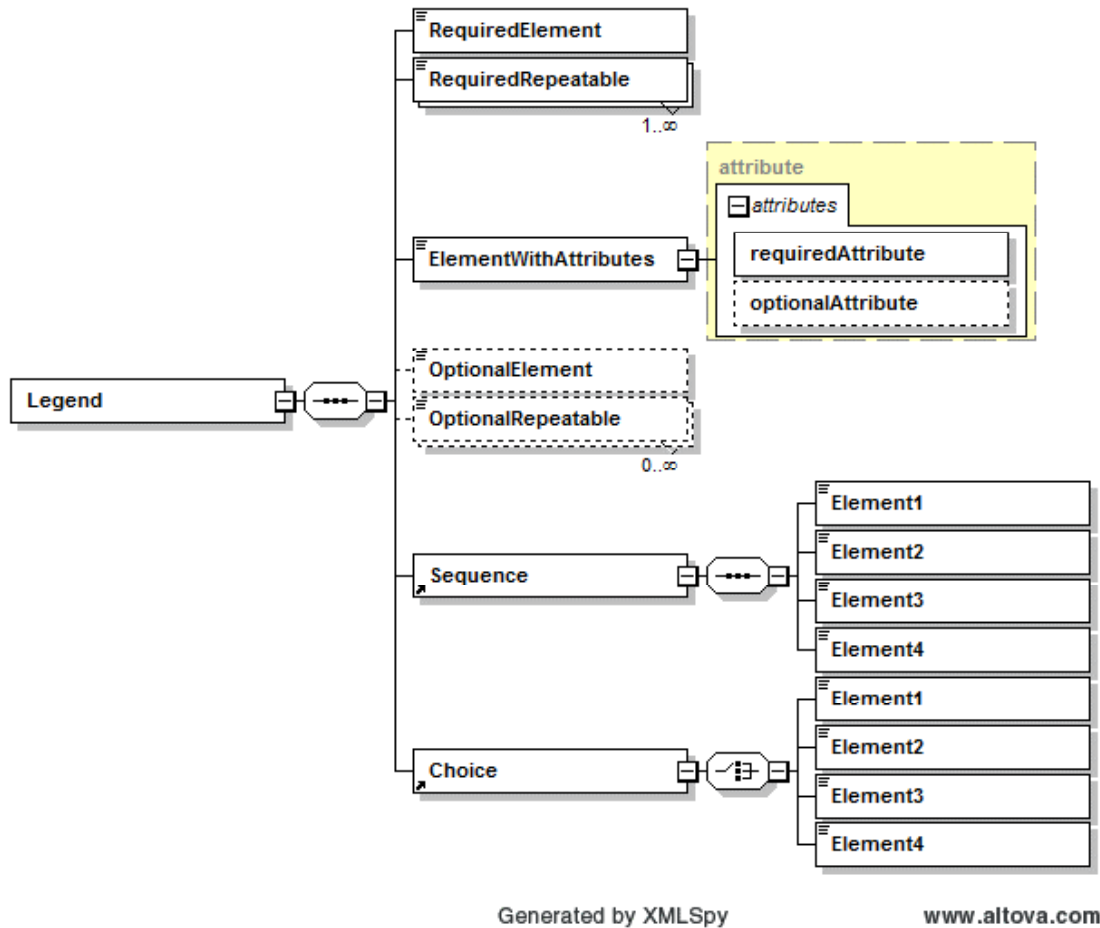 RequiredElement
RequiredRepeatable
1..∞
attribute
attributes
ElementWithAttributes
requiredAttribute
optionalAttribute
OptionalElement
Legend
OptionalRepeatable
0..∞
Element1
Element2
Sequence
Element3
Element4
Element1
Element2
Choice
Element3
Element4
Generated by XMLSpy www.altova.com